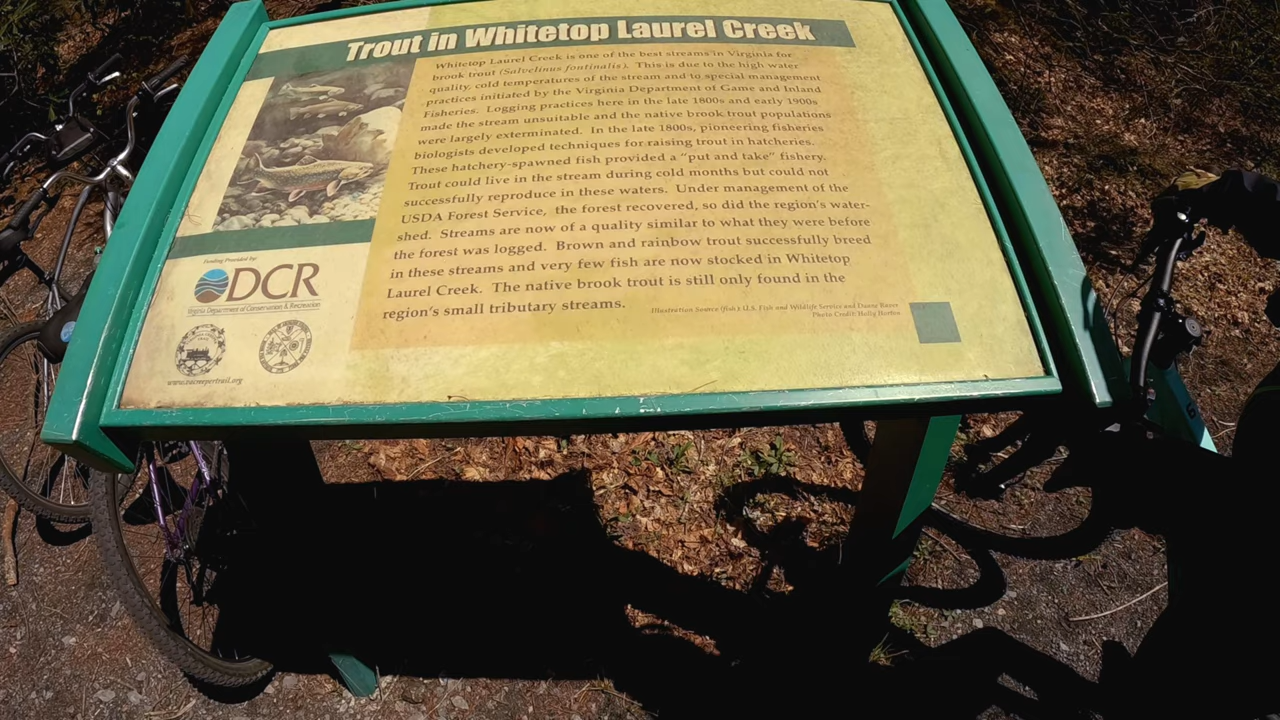 Trout in Whitetop Laurel Creek
Whitetop Laurel Creek is one of the best streams in Virginia for
brook trout (Salvelinus fontinalis). This is due to the high water
quality, cold temperatures of the stream and to special management
practices initiated by the Virginia Department of Game and Inland
Fisheries. Logging practices here in the late 1800s and early 1900s
made the stream unsuitable and the native brook trout populations
were largely exterminated. In the late 1800s, pioneering fisheries
biologists developed techniques for raising trout in hatcheries.
These hatchery-spawned fish provided a "put and take" fishery.
Trout could live in the stream during cold months but could not
successfully reproduce in these waters. Under management of the
USDA Forest Service, the forest recovered, so did the region's water-
shed. Streams are now of a quality similar to what they were before
the forest was logged. Brown and rainbow trout successfully breed
in these streams and very few fish are now stocked in Whitetop
Laurel Creek. The native brook trout is still only found in the
region's small tributary streams.
Illustration Source (fish): U.S. Fish and Wildlife Service and Duane Raver
Photo Credit: Holly Horton
Funding Provided by:
DCR
Virginia Department of Conservation & Recreation
www.vacreepertrail.org